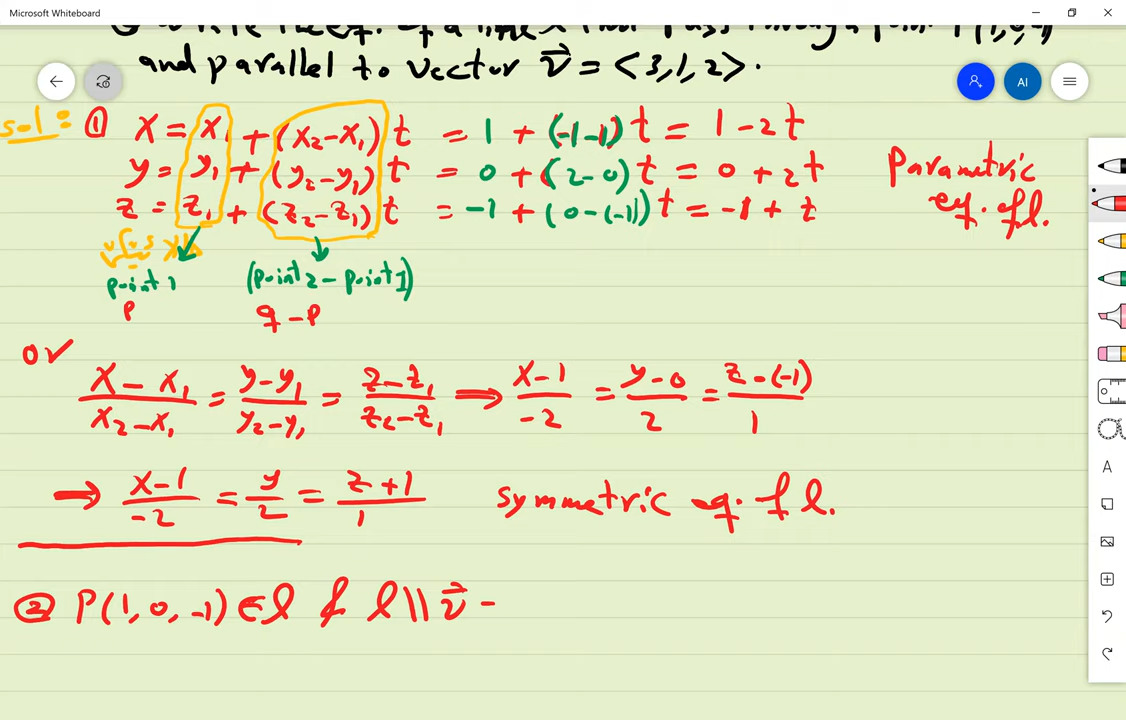 Microsoft Whiteboard
and parallel to vector v⃗ = <3,1,2>.
AI
sol: ① x = x₁ + (x₂-x₁)t = 1 + (-1-1)t = 1-2t
y = y₁ + (y₂-y₁)t = 0 + (2-0)t = 0+2t
z = z₁ + (z₂-z₁)t = -1 + (0-(-1))t = -1+t
Parametric
eq. of l.
point 1 (point 2 - point 1)
P q-P
or
x-x₁/x₂-x₁ = y-y₁/y₂-y₁ = z-z₁/z₂-z₁ ⟹ x-1/-2 = y-0/2 = z-(-1)/1
⟹ x-1/-2 = y/2 = z+1/1 symmetric eq. of l.
② P(1,0,-1) ∈ l & l \\ v⃗ -
A